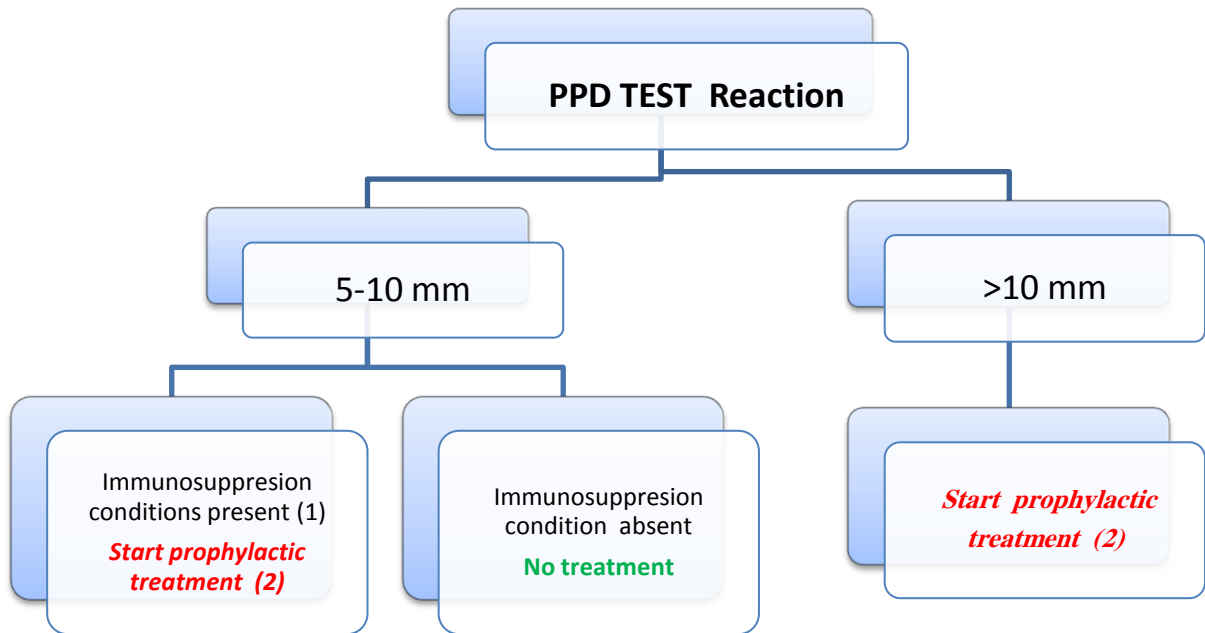 PPD TEST Reaction
5-10 mm
>10 mm
Immunosuppresion
conditions present (1)
Start prophylactic
treatment (2)
Immunosuppresion
condition absent
No treatment
Start prophylactic
treatment (2)